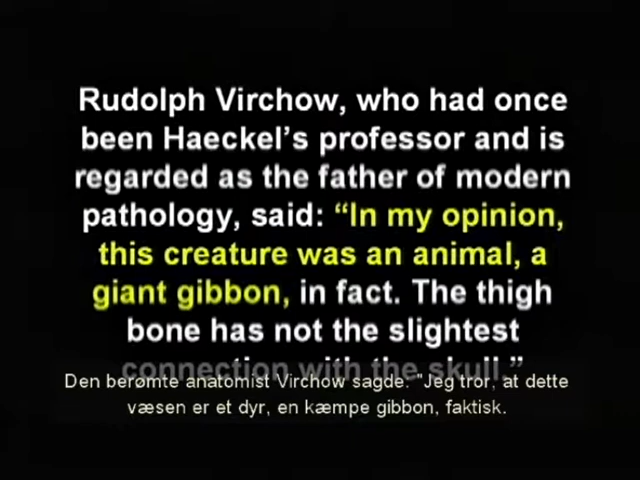 Rudolph Virchow, who had once
been Haeckel's professor and is
regarded as the father of modern
pathology, said: “In my opinion,
this creature was an animal, a
giant gibbon, in fact. The thigh
bone has not the slightest
connection with the skull.”
Den berømte anatomist Virchow sagde: "Jeg tror, at dette
væsen er et dyr, en kæmpe gibbon, faktisk.